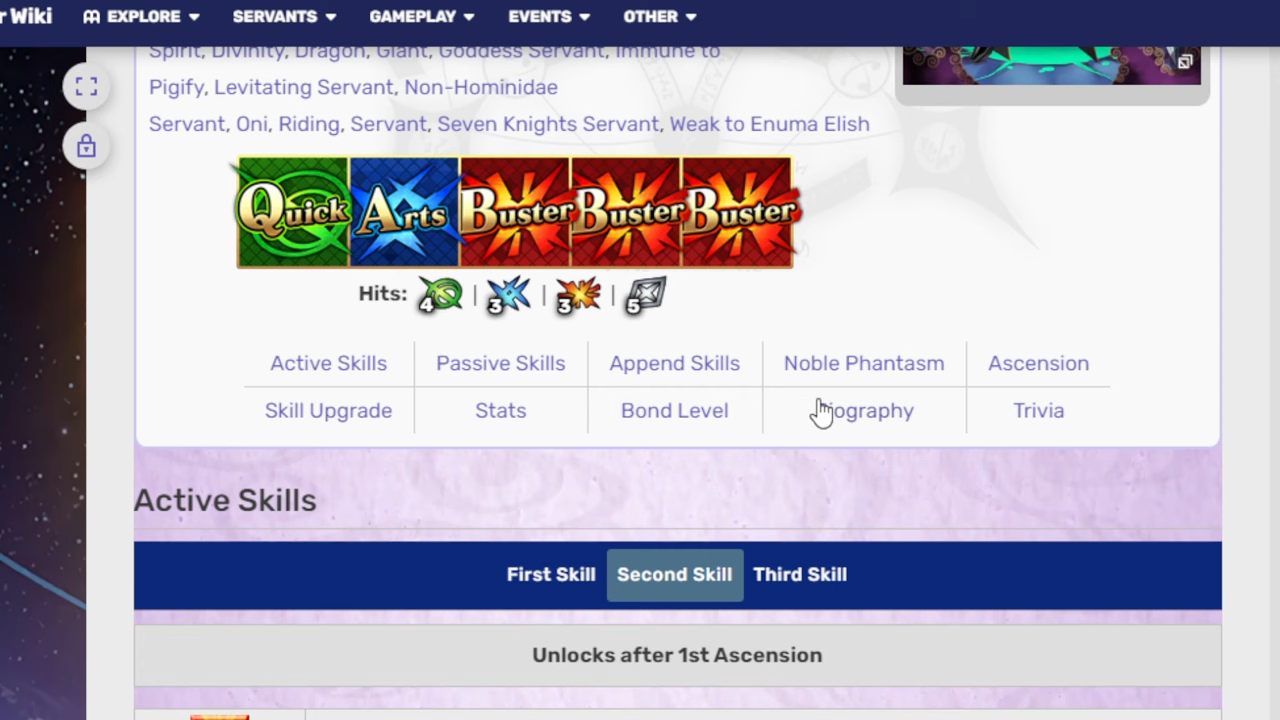 r Wiki EXPLORE SERVANTS GAMEPLAY EVENTS OTHER
Spirit, Divinity, Dragon, Giant, Goddess Servant, Immune to
Pigify, Levitating Servant, Non-Hominidae
Servant, Oni, Riding, Servant, Seven Knights Servant, Weak to Enuma Elish
Quick Arts Buster Buster Buster
Hits: 4 | 3 | 3 | 5
Active Skills Passive Skills Append Skills Noble Phantasm Ascension
Skill Upgrade Stats Bond Level iography Trivia
Active Skills
First Skill Second Skill Third Skill
Unlocks after 1st Ascension